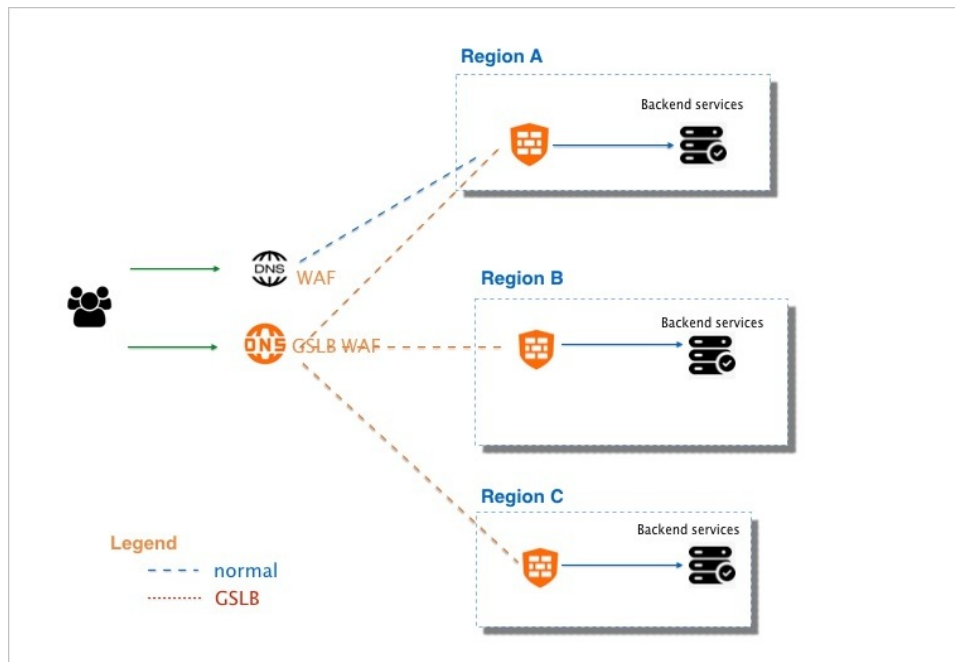 Region A
Backend services
DNS
WAF
Region B
Backend services
DNS
GSLB WAF
Region C
Backend services
Legend
normal
GSLB